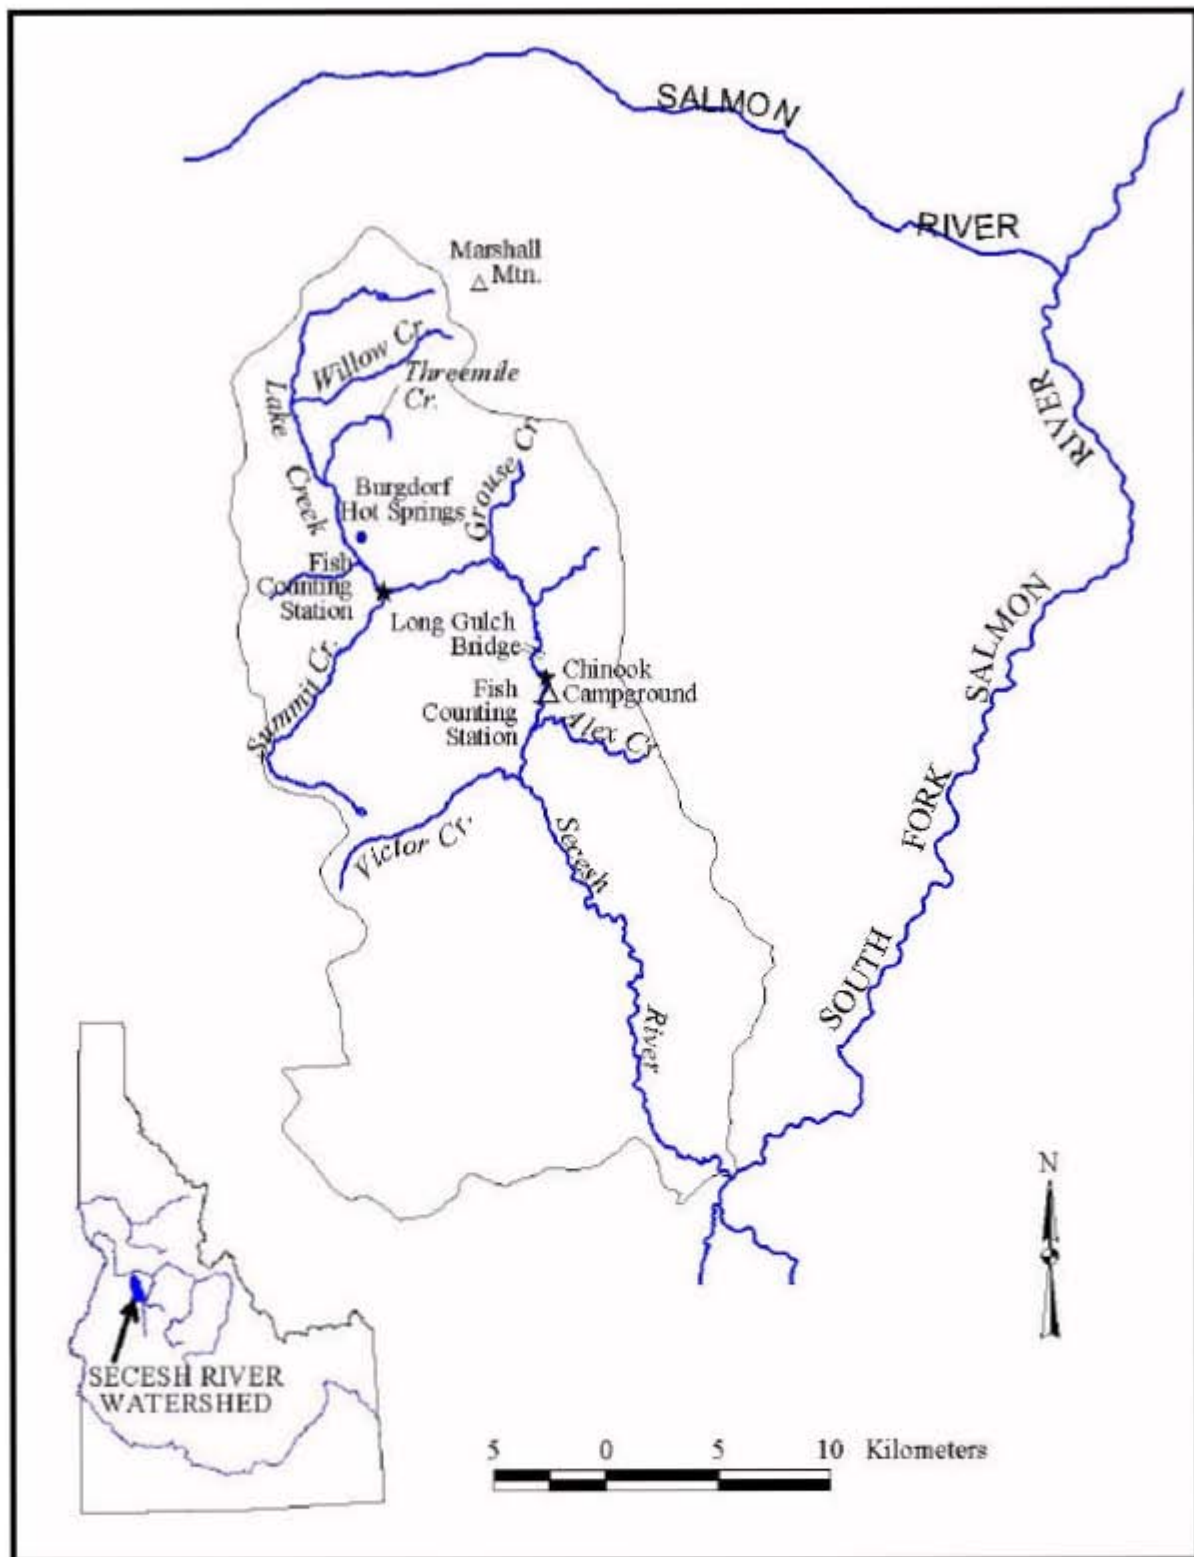 SALMON
RIVER
Marshall
Mtn.
Willow Cr.
Threemile
Cr.
Lake
Creek
Grouse Cr.
Burgdorf
Hot Springs
Fish
Counting
Station
Long Gulch
Bridge
Chinook
Campground
Fish
Counting
Station
Summit Cr.
Alex Cr.
Victor Cr.
Secesh
River
RIVER
SALMON
FORK
SOUTH
N
SECESH RIVER
WATERSHED
5 0 5 10 Kilometers